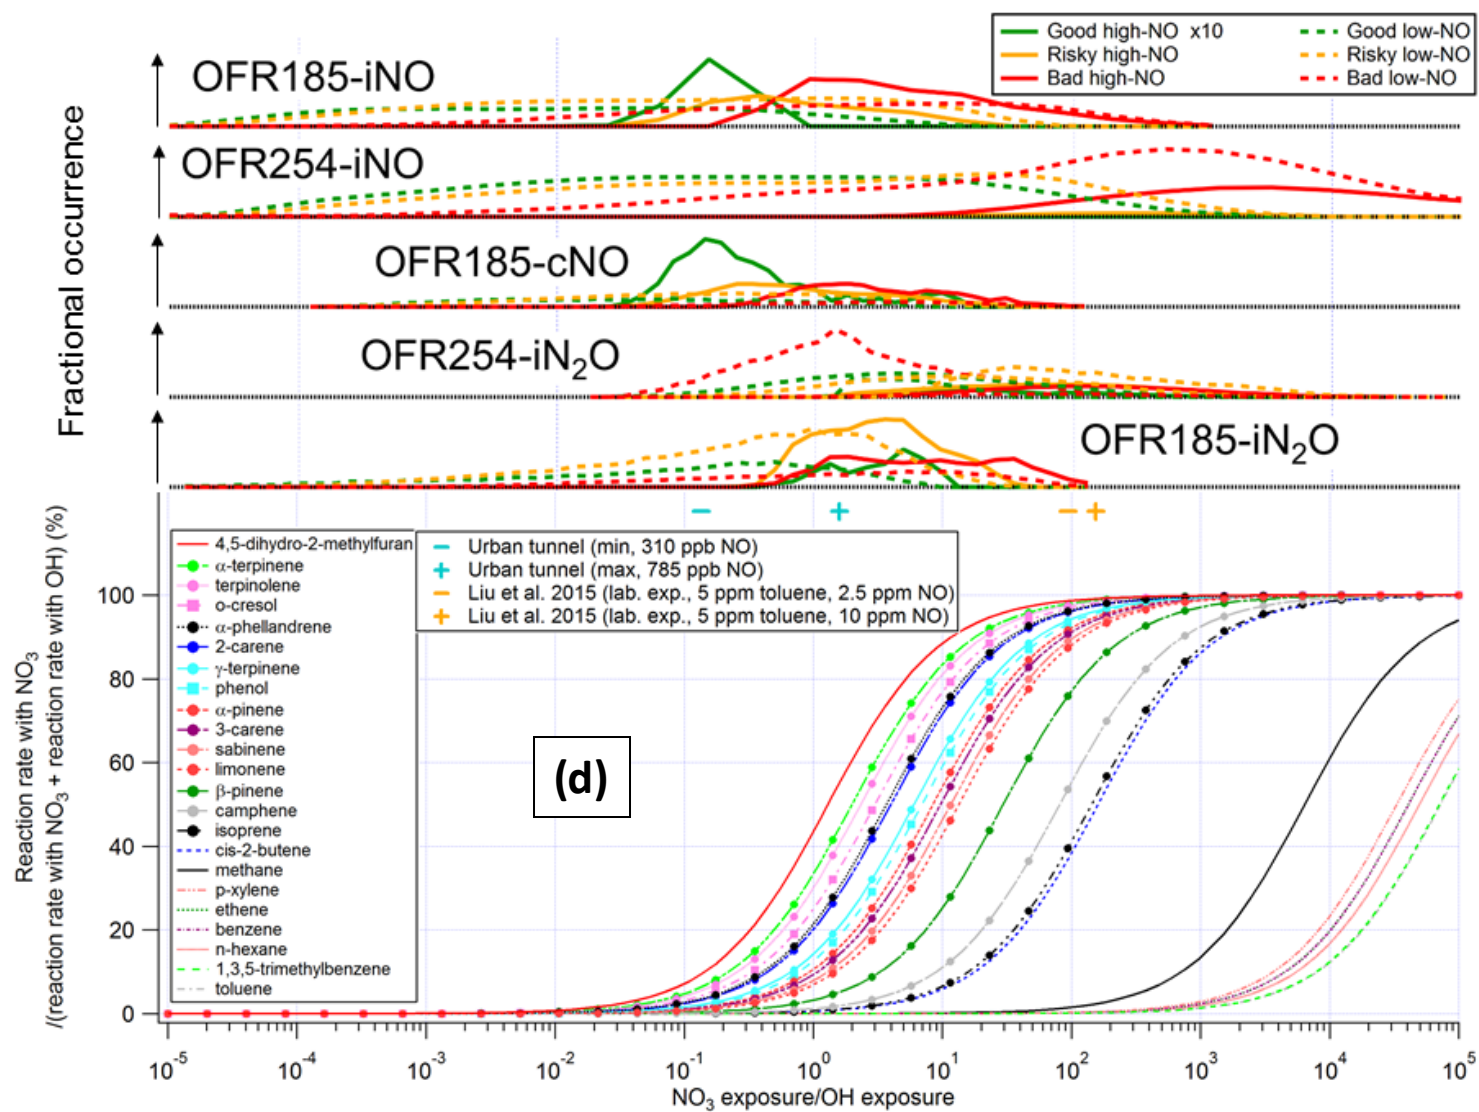 Good high-NO x10
Good low-NO
Risky high-NO
Risky low-NO
Bad high-NO
Bad low-NO
OFR185-iNO
OFR254-iNO
OFR185-cNO
OFR254-iN₂O
OFR185-iN₂O
Fractional occurrence
4,5-dihydro-2-methylfuran
α-terpinene
terpinolene
o-cresol
α-phellandrene
2-carene
γ-terpinene
phenol
α-pinene
3-carene
sabinene
limonene
β-pinene
camphene
isoprene
cis-2-butene
methane
p-xylene
ethene
benzene
n-hexane
1,3,5-trimethylbenzene
toluene
Urban tunnel (min, 310 ppb NO)
Urban tunnel (max, 785 ppb NO)
Liu et al. 2015 (lab. exp., 5 ppm toluene, 2.5 ppm NO)
Liu et al. 2015 (lab. exp., 5 ppm toluene, 10 ppm NO)
(d)
Reaction rate with NO₃
/(reaction rate with NO₃ + reaction rate with OH) (%)
100
80
60
40
20
0
10⁻⁵ 10⁻⁴ 10⁻³ 10⁻² 10⁻¹ 10⁰ 10¹ 10² 10³ 10⁴ 10⁵
NO₃ exposure/OH exposure